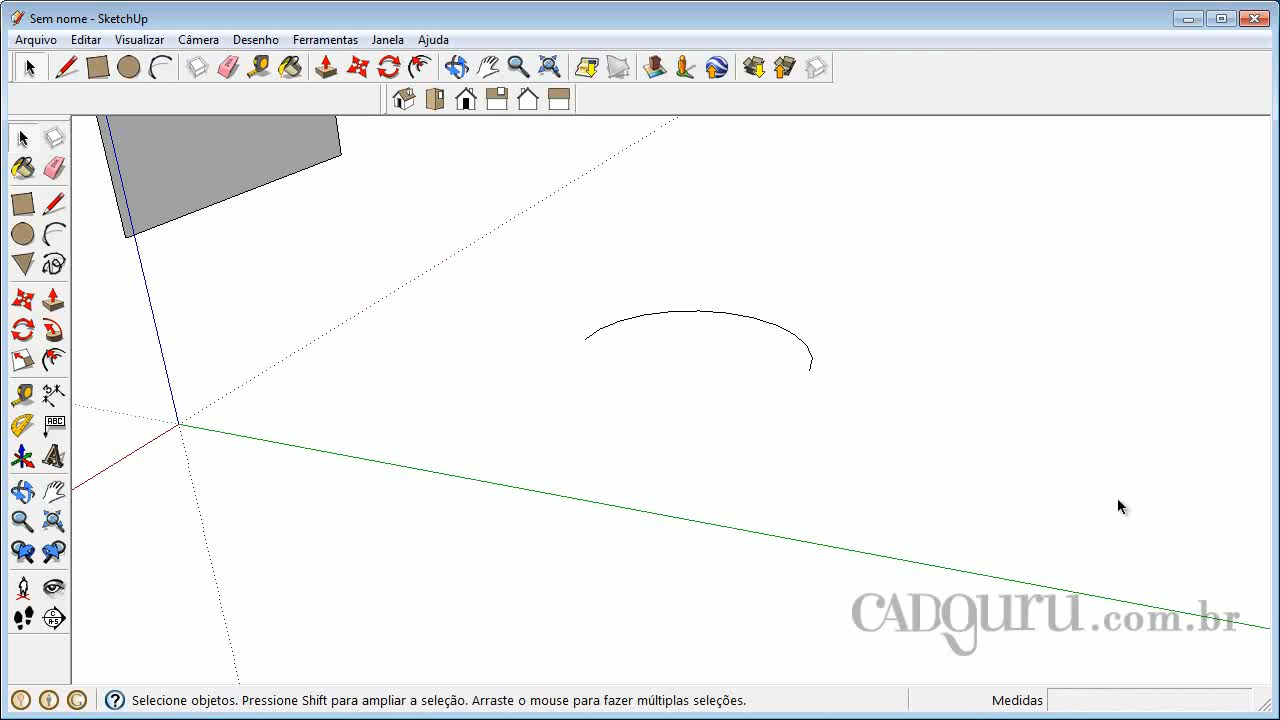 Sem nome - SketchUp
Arquivo Editar Visualizar Câmera Desenho Ferramentas Janela Ajuda
ABC
CADguru.com.br
Selecione objetos. Pressione Shift para ampliar a seleção. Arraste o mouse para fazer múltiplas seleções.
Medidas